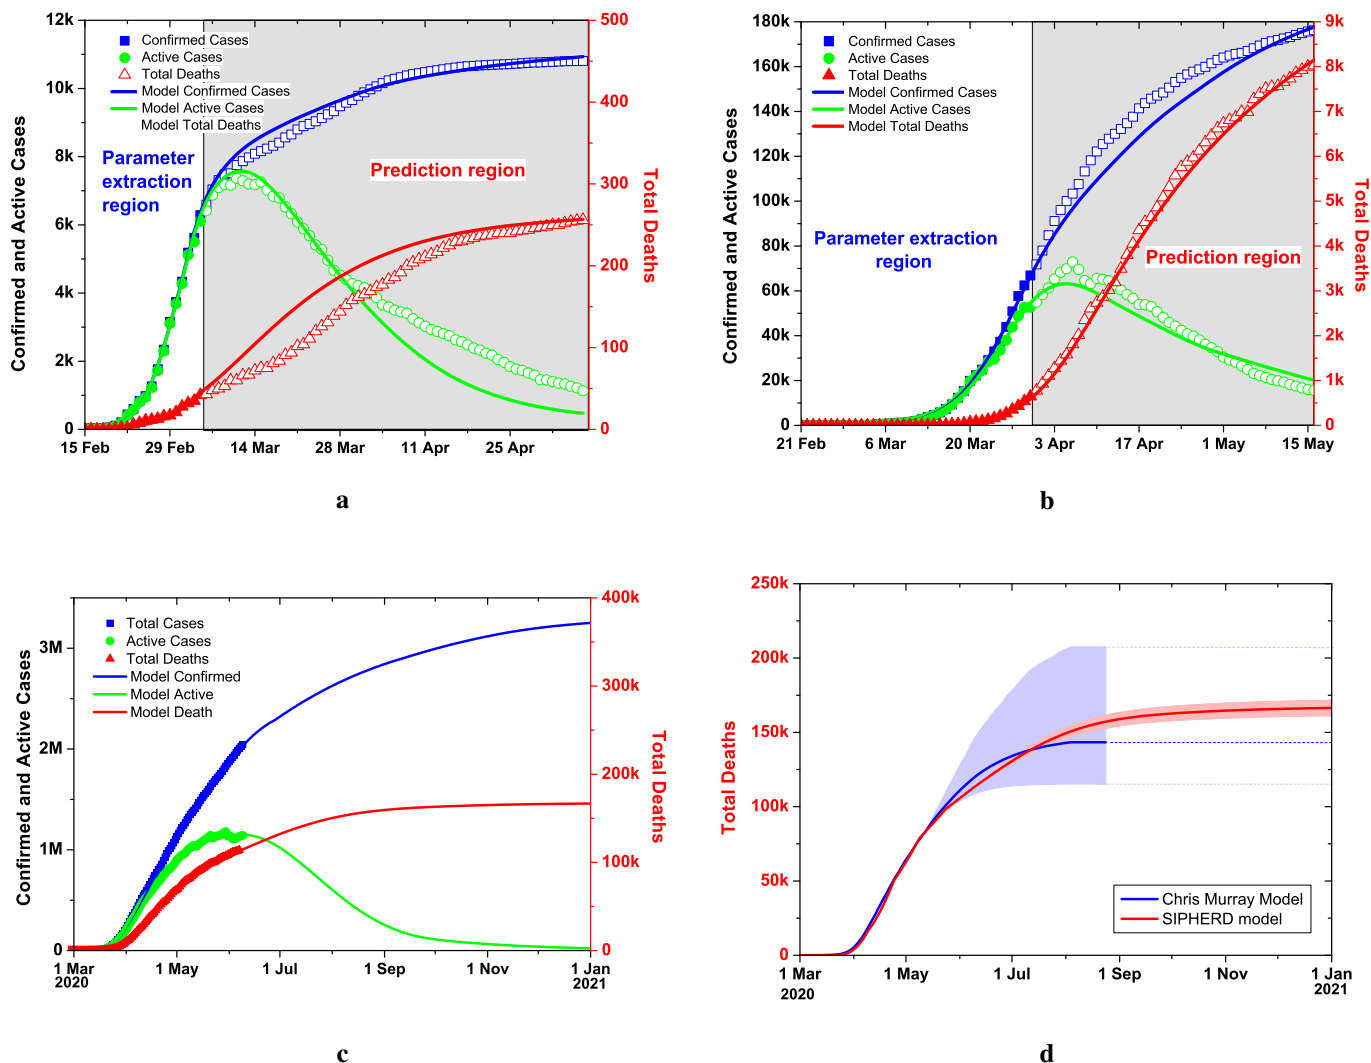 12k
10k
8k
6k
4k
2k
0
Confirmed and Active Cases
Confirmed Cases
Active Cases
Total Deaths
Model Confirmed Cases
Model Active Cases
Model Total Deaths
Parameter
extraction
region
Prediction region
500
400
300
200
100
0
Total Deaths
15 Feb 29 Feb 14 Mar 28 Mar 11 Apr 25 Apr
a
180k
160k
140k
120k
100k
80k
60k
40k
20k
0
Confirmed and Active Cases
Confirmed Cases
Active Cases
Total Deaths
Model Confirmed Cases
Model Active Cases
Model Total Deaths
Parameter extraction
region
Prediction region
9k
8k
7k
6k
5k
4k
3k
2k
1k
0
Total Deaths
21 Feb 6 Mar 20 Mar 3 Apr 17 Apr 1 May 15 May
b
3M
2M
1M
0
Confirmed and Active Cases
Total Cases
Active Cases
Total Deaths
Model Confirmed
Model Active
Model Death
400k
300k
200k
100k
0
Total Deaths
1 Mar 1 May 1 Jul 1 Sep 1 Nov 1 Jan
2020 2021
c
250k
200k
150k
100k
50k
0
Total Deaths
Chris Murray Model
SIPHERD model
1 Mar 1 May 1 Jul 1 Sep 1 Nov 1 Jan
2020 2021
d